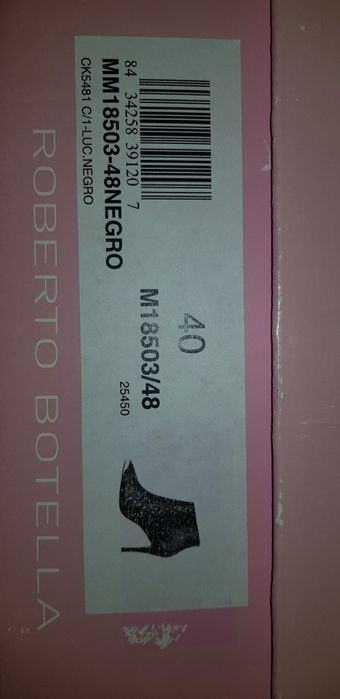 84 34258 39120 7
MM18503-48NEGRO
CK5481 C/1-LUC.NEGRO
40
M18503/48
25450
ROBERTO BOTELLA